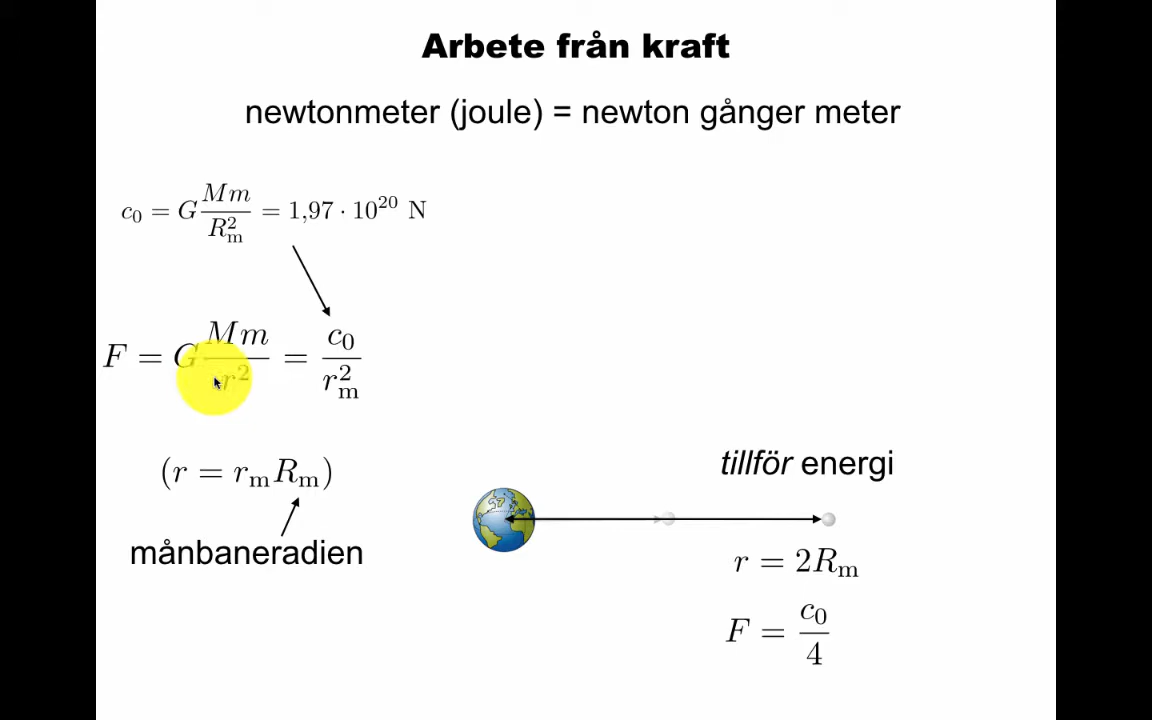 Arbete från kraft
newtonmeter (joule) = newton gånger meter
c₀ = G Mm/R²ₘ = 1,97 · 10²⁰ N
F = G Mm/r² = c₀/r²ₘ
(r = rₘRₘ)
månbaneradien
tillför energi
r = 2Rₘ
F = c₀/4